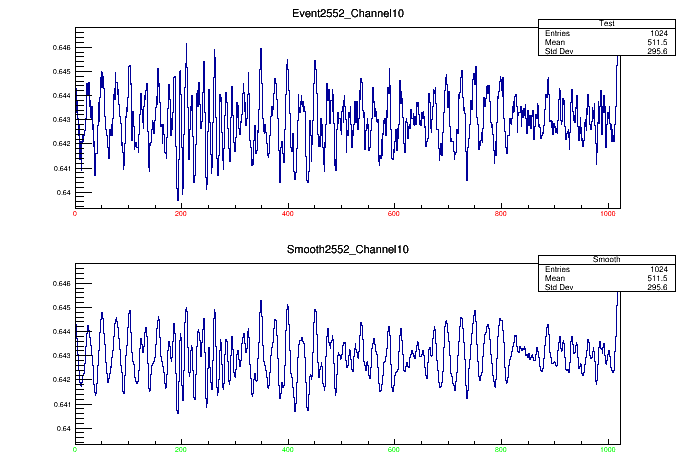 Event2552_Channel10
Test
Entries 1024
Mean 511.5
Std Dev 295.6
0.646
0.645
0.644
0.643
0.642
0.641
0.64
0 200 400 600 800 1000
Smooth2552_Channel10
Smooth
Entries 1024
Mean 511.5
Std Dev 295.6
0.646
0.645
0.644
0.643
0.642
0.641
0.64
0 200 400 600 800 1000